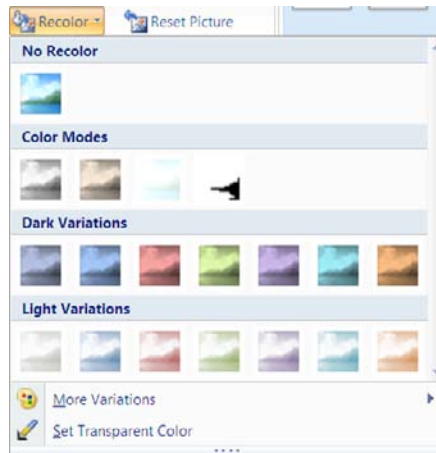 Recolor Reset Picture
No Recolor
Color Modes
Dark Variations
Light Variations
More Variations
Set Transparent Color